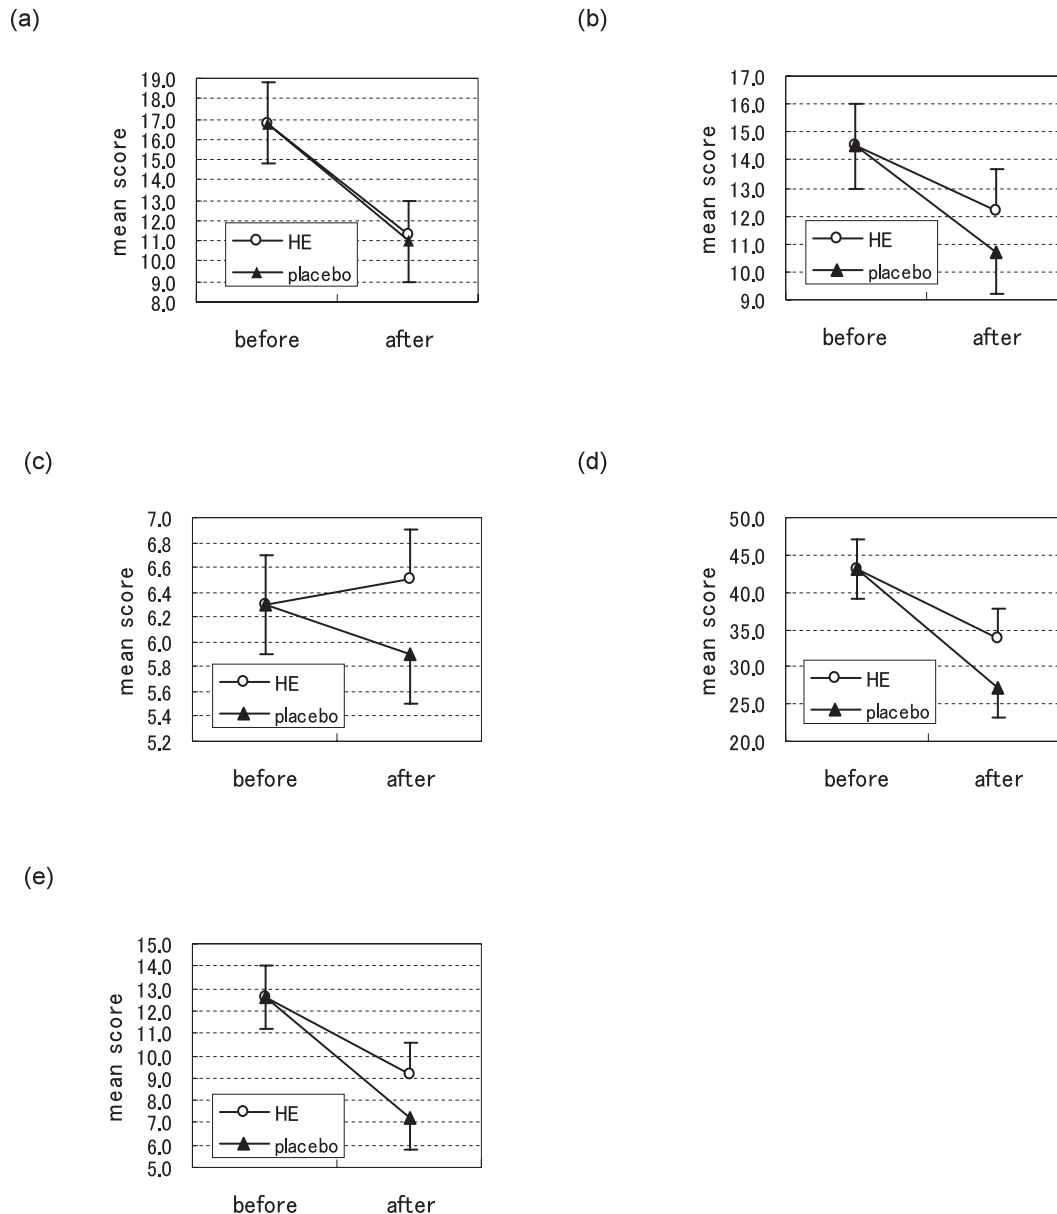 (a)
mean score
19.0
18.0
17.0
16.0
15.0
14.0
13.0
12.0
11.0
10.0
9.0
8.0
HE
placebo
before after
(b)
mean score
17.0
16.0
15.0
14.0
13.0
12.0
11.0
10.0
9.0
HE
placebo
before after
(c)
mean score
7.0
6.8
6.6
6.4
6.2
6.0
5.8
5.6
5.4
5.2
HE
placebo
before after
(d)
mean score
50.0
45.0
40.0
35.0
30.0
25.0
20.0
HE
placebo
before after
(e)
mean score
15.0
14.0
13.0
12.0
11.0
10.0
9.0
8.0
7.0
6.0
5.0
HE
placebo
before after